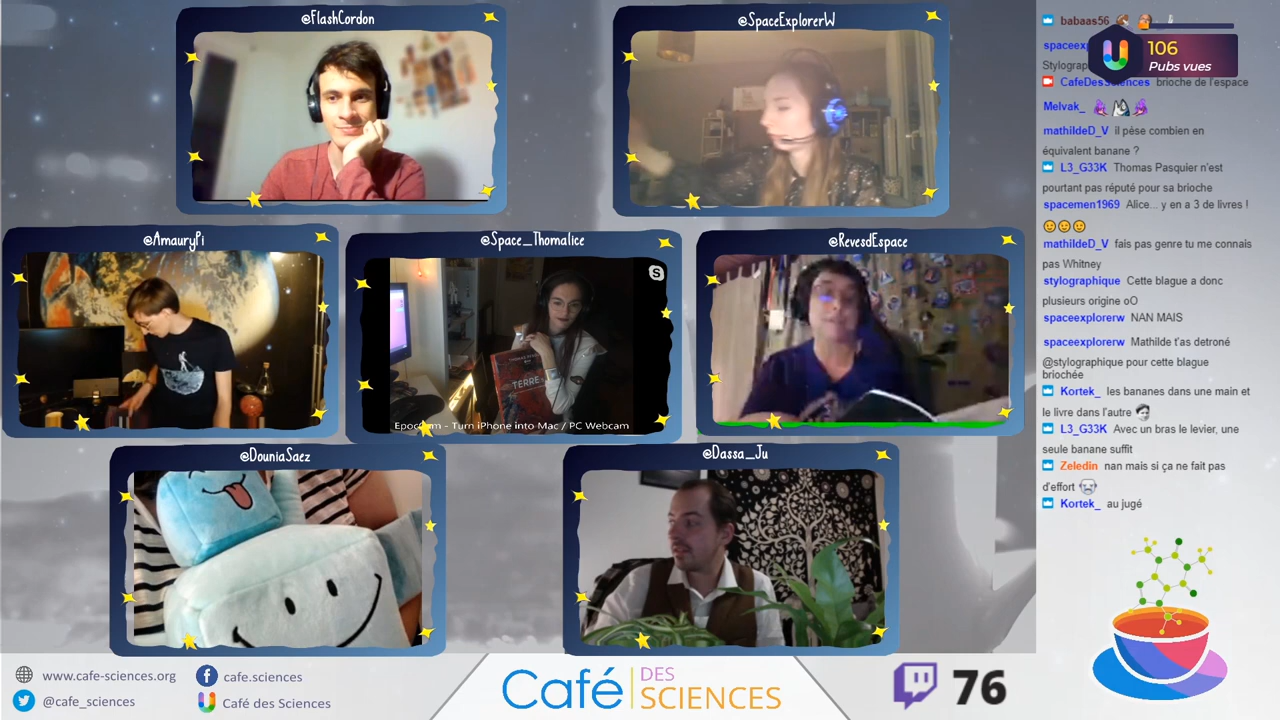 @FlashCordon
@SpaceExplorerW
@AmauryPi
@Space_Thomalice
@RevesdEspace
TERRE
Epoccam - Turn iPhone into Mac / PC Webcam
@DouniaSaez
@Dassa_Ju
babaas56
106
Pubs vues
CafeDesSciences brioche de l'espace
Melvak_
mathildeD_V il pèse combien en
équivalent banane ?
L3_G33K Thomas Pasquier n'est
pourtant pas réputé pour sa brioche
spacemen1969 Alice... y en a 3 de livres !
mathildeD_V fais pas genre tu me connais
pas Whitney
stylographique Cette blague a donc
plusieurs origine oO
spaceexplorerw NAN MAIS
spaceexplorerw Mathilde t'as detroné
@stylographique pour cette blague
briochée
Kortek_ les bananes dans une main et
le livre dans l'autre
L3_G33K Avec un bras le levier, une
seule banane suffit
Zeledin nan mais si ça ne fait pas
d'effort
Kortek_ au jugé
www.cafe-sciences.org
cafe.sciences
@cafe_sciences
Café des Sciences
Café DES SCIENCES
76